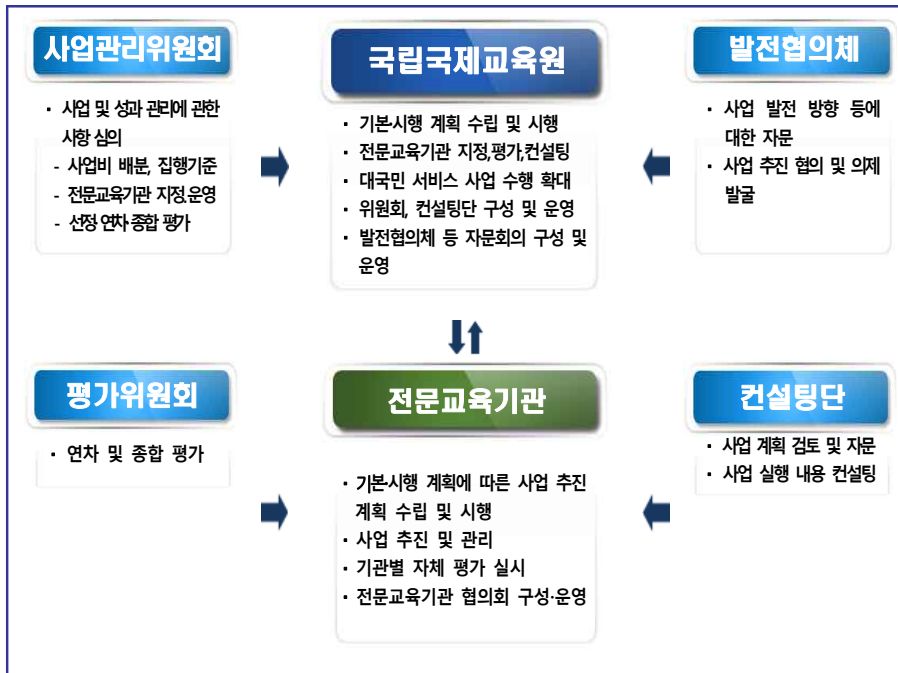 사업관리위원회
· 사업 및 성과 관리에 관한
사항 심의
- 사업비 배분, 집행기준
- 전문교육기관 지정·운영
- 선정·연차·종합 평가
국립국제교육원
· 기본·시행 계획 수립 및 시행
· 전문교육기관 지정,평가,컨설팅
· 대국민 서비스 사업 수행 확대
· 위원회, 컨설팅단 구성 및 운영
· 발전협의체 등 자문회의 구성 및
운영
발전협의체
· 사업 발전 방향 등에
대한 자문
· 사업 추진 협의 및 의제
발굴
평가위원회
· 연차 및 종합 평가
전문교육기관
· 기본·시행 계획에 따른 사업 추진
계획 수립 및 시행
· 사업 추진 및 관리
· 기관별 자체 평가 실시
· 전문교육기관 협의회 구성·운영
컨설팅단
· 사업 계획 검토 및 자문
· 사업 실행 내용 컨설팅